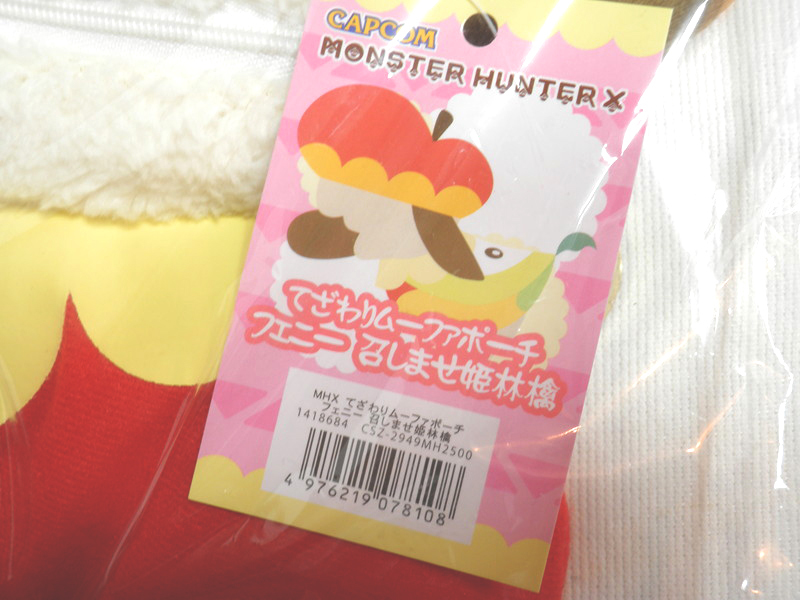 CAPCOM
MONSTER HUNTER X
てざわりムーファポーチ
フェニー 召しませ姫林檎
MHX てざわりムーファポーチ
フェニー 召しませ姫林檎
1418684 CSZ-2949MH2500
4 976219 078108